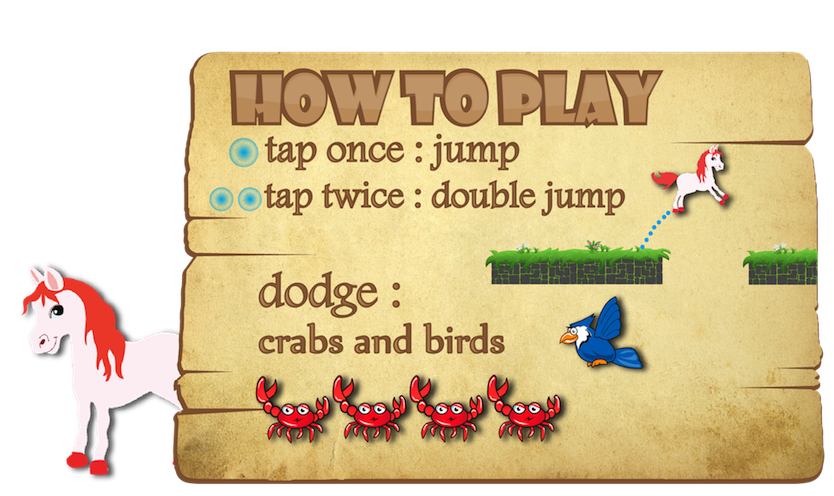 HOW TO PLAY
tap once : jump
tap twice : double jump
dodge :
crabs and birds